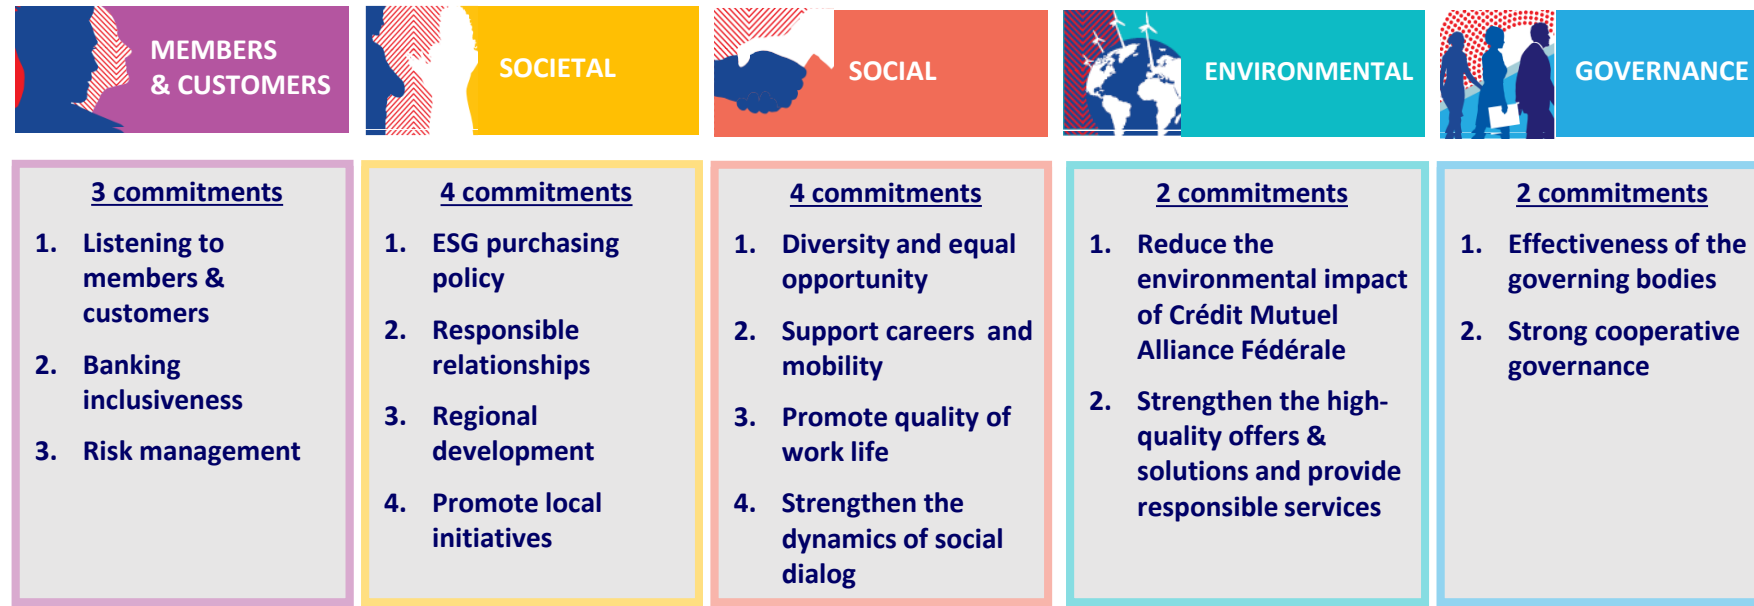 MEMBERS
& CUSTOMERS
SOCIETAL
SOCIAL
ENVIRONMENTAL
GOVERNANCE
3 commitments
1. Listening to
members &
customers
2. Banking
inclusiveness
3. Risk management
4 commitments
1. ESG purchasing
policy
2. Responsible
relationships
3. Regional
development
4. Promote local
initiatives
4 commitments
1. Diversity and equal
opportunity
2. Support careers and
mobility
3. Promote quality of
work life
4. Strengthen the
dynamics of social
dialog
2 commitments
1. Reduce the
environmental impact
of Crédit Mutuel
Alliance Fédérale
2. Strengthen the high-
quality offers &
solutions and provide
responsible services
2 commitments
1. Effectiveness of the
governing bodies
2. Strong cooperative
governance